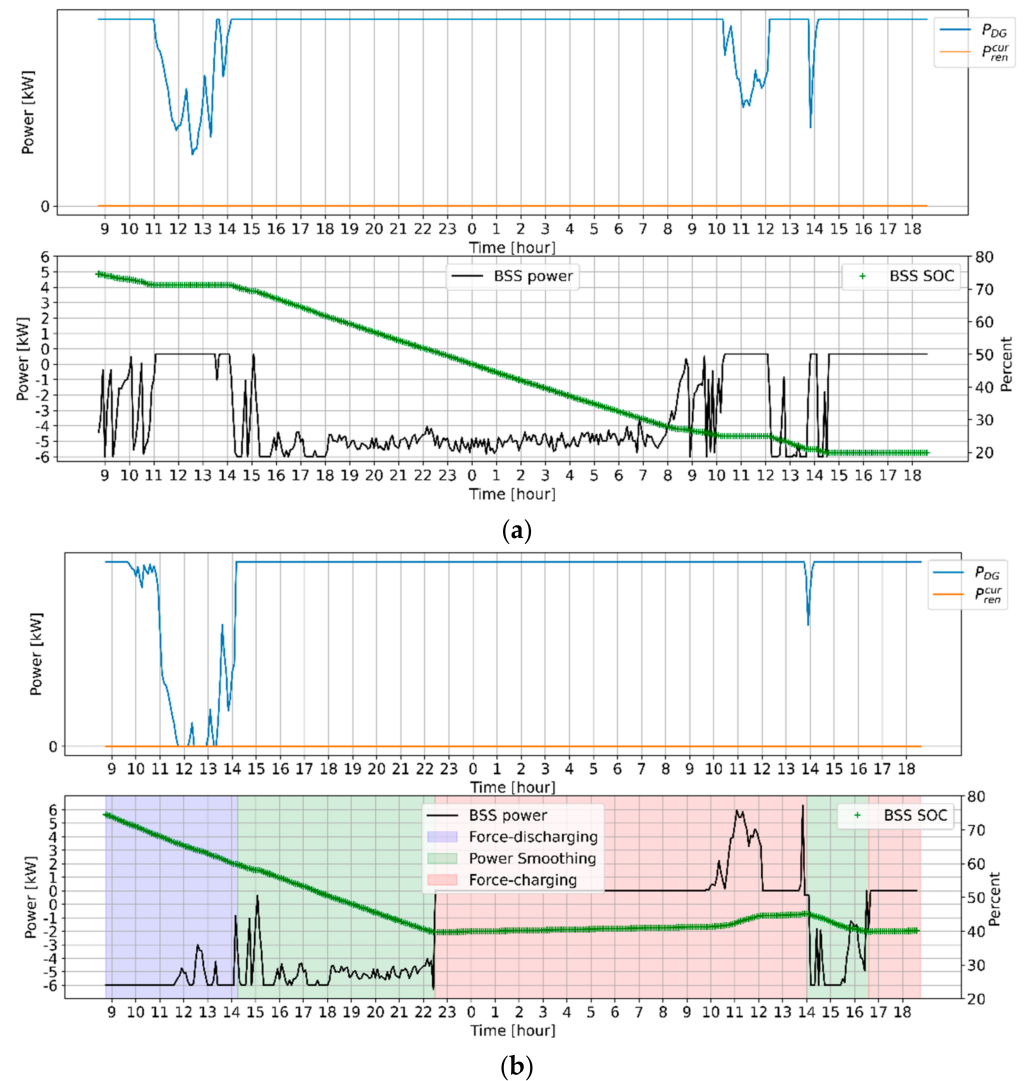 P_DG
P_ren^cur
Power [kW]
0
9 10 11 12 13 14 15 16 17 18 19 20 21 22 23 0 1 2 3 4 5 6 7 8 9 10 11 12 13 14 15 16 17 18
Time [hour]
BSS power
BSS SOC
Power [kW]
6
5
4
3
2
1
0
0
-1
-2
-3
-4
-5
-6
80
70
60
50
40
30
20
Percent
9 10 11 12 13 14 15 16 17 18 19 20 21 22 23 0 1 2 3 4 5 6 7 8 9 10 11 12 13 14 15 16 17 18
Time [hour]
(a)
P_DG
P_ren^cur
Power [kW]
0
9 10 11 12 13 14 15 16 17 18 19 20 21 22 23 0 1 2 3 4 5 6 7 8 9 10 11 12 13 14 15 16 17 18
Time [hour]
BSS power
Force-discharging
Power Smoothing
Force-charging
BSS SOC
Power [kW]
6
5
4
3
2
1
0
0
-1
-2
-3
-4
-5
-6
80
70
60
50
40
30
20
Percent
9 10 11 12 13 14 15 16 17 18 19 20 21 22 23 0 1 2 3 4 5 6 7 8 9 10 11 12 13 14 15 16 17 18
Time [hour]
(b)